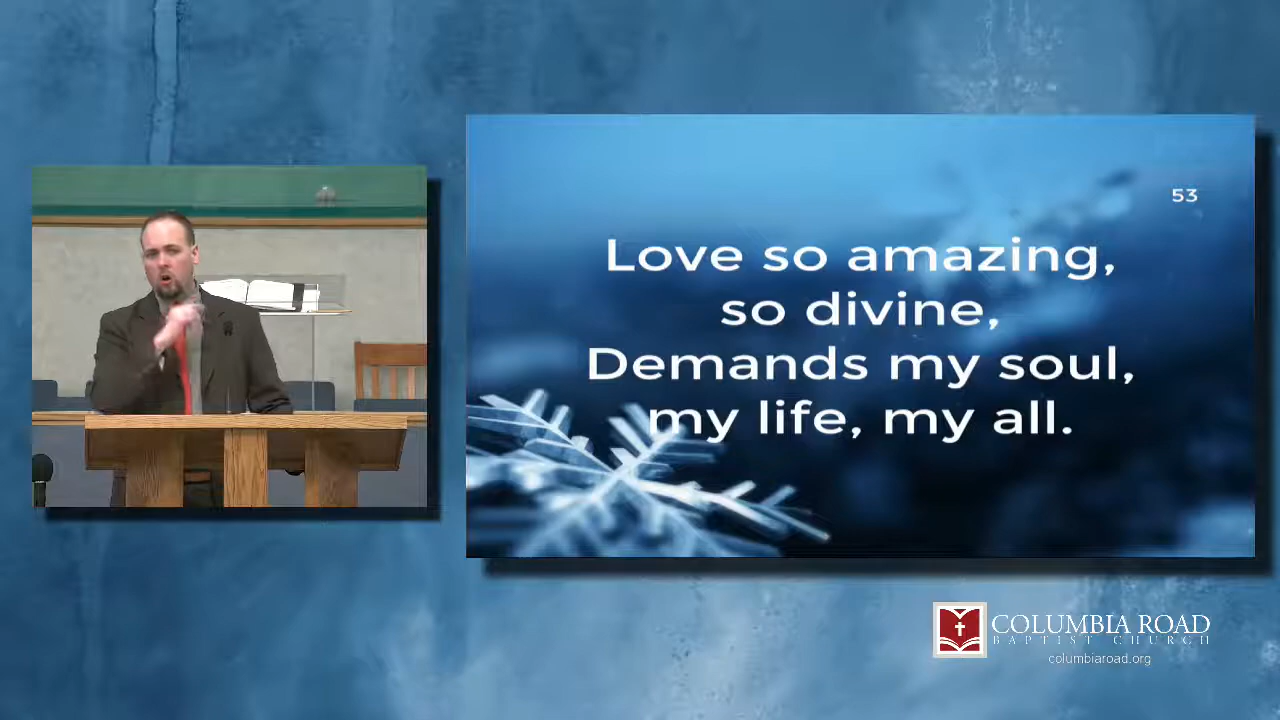 53
Love so amazing,
so divine,
Demands my soul,
my life, my all.
COLUMBIA ROAD
BAPTIST CHURCH
columbiaroad.org